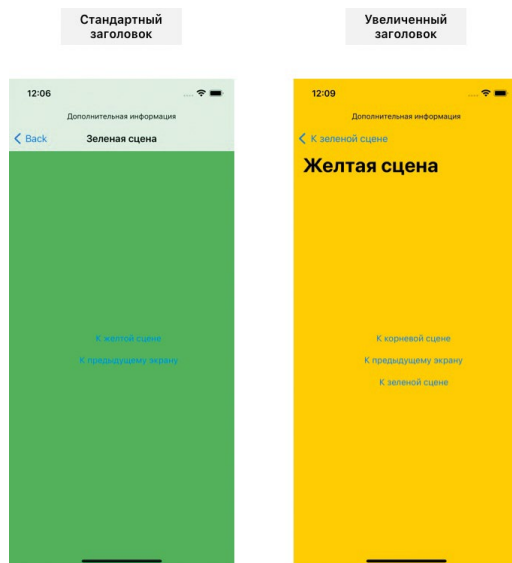 Стандартный
заголовок
12:06
Дополнительная информация
Back
Зеленая сцена
К желтой сцене
К предыдущему экрану
Увеличенный
заголовок
12:09
Дополнительная информация
К зеленой сцене
Желтая сцена
К корневой сцене
К предыдущему экрану
К зеленой сцене